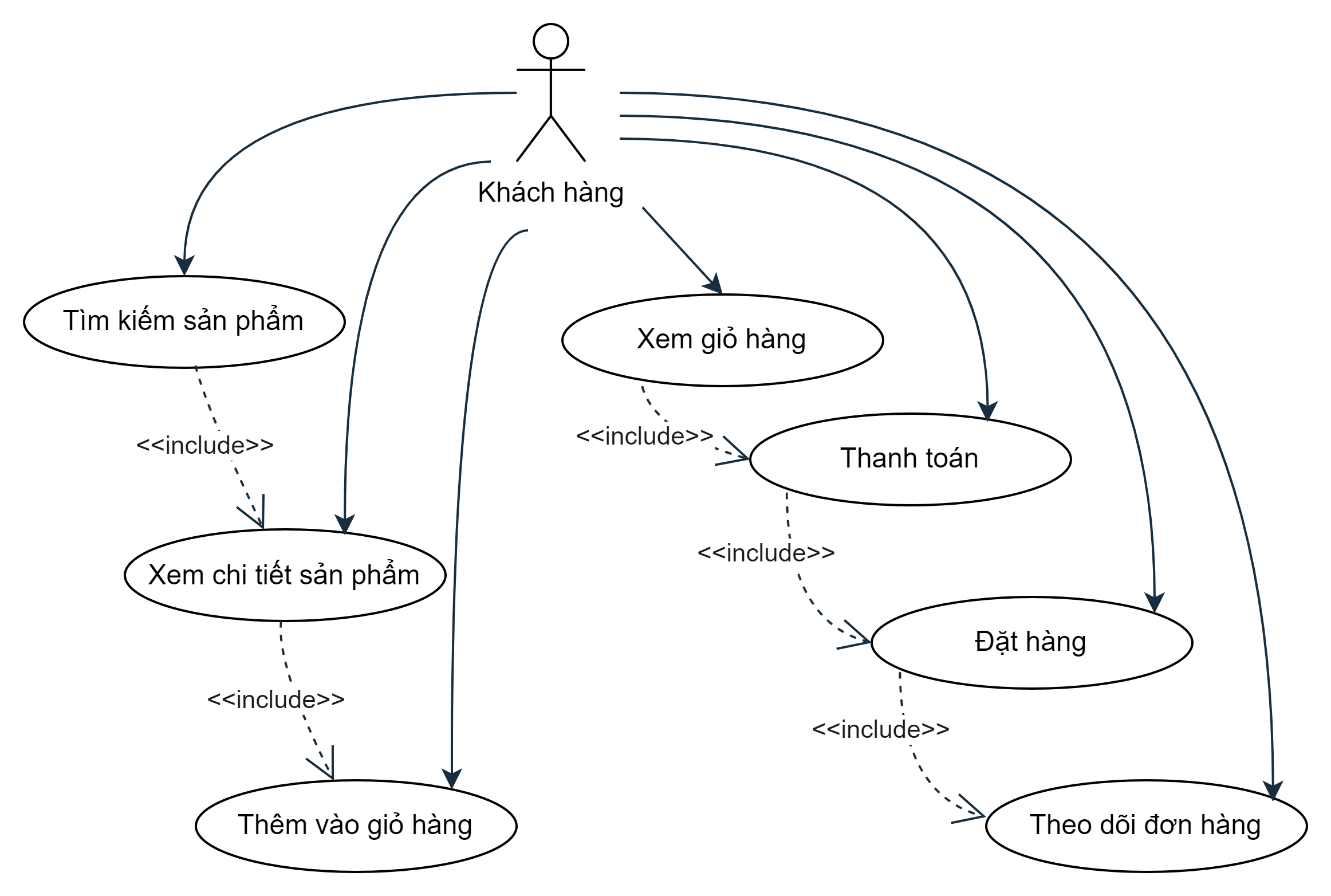 Khách hàng
Tìm kiếm sản phẩm
Xem giỏ hàng
<<include>>
<<include>>
Thanh toán
<<include>>
Xem chi tiết sản phẩm
Đặt hàng
<<include>>
<<include>>
Thêm vào giỏ hàng
Theo dõi đơn hàng